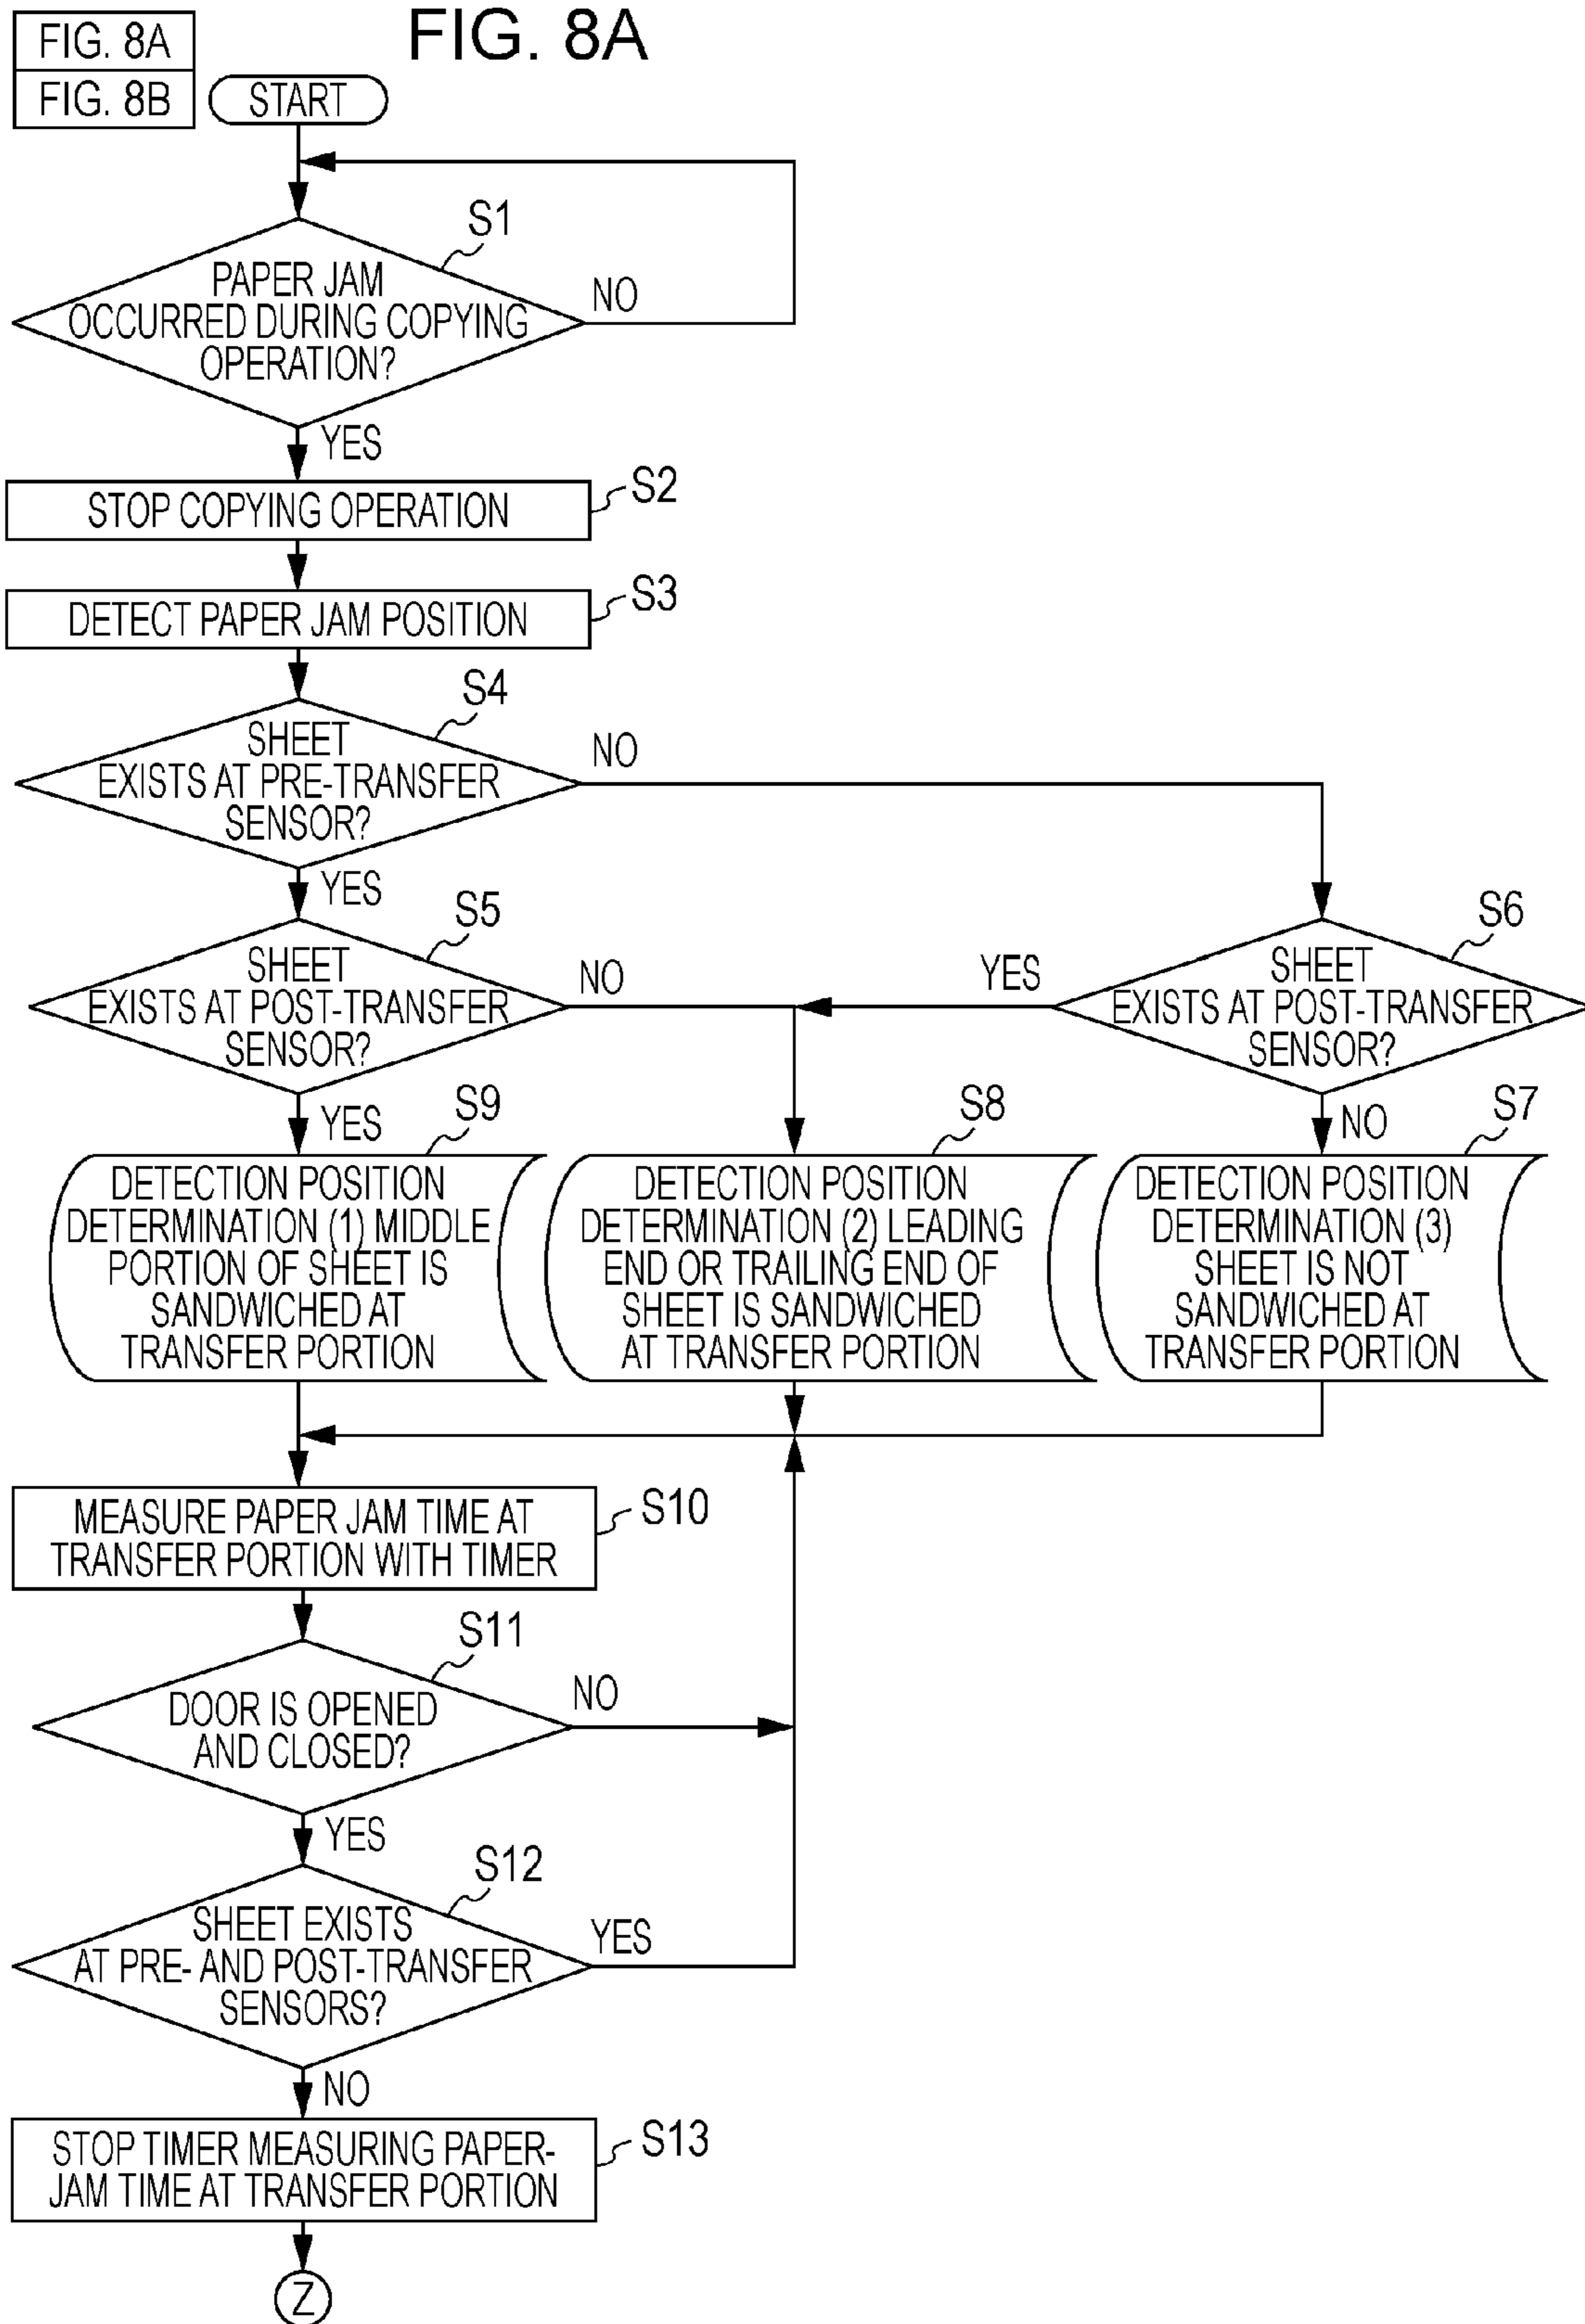 FIG. 8A
FIG. 8A
FIG. 8B
START
S1
PAPER JAM
OCCURRED DURING COPYING
OPERATION?
NO
YES
STOP COPYING OPERATION
S2
DETECT PAPER JAM POSITION
S3
S4
SHEET
EXISTS AT PRE-TRANSFER
SENSOR?
NO
YES
S5
SHEET
EXISTS AT POST-TRANSFER
SENSOR?
NO
YES
S6
SHEET
EXISTS AT POST-TRANSFER
SENSOR?
YES
NO
S9
DETECTION POSITION
DETERMINATION (1) MIDDLE
PORTION OF SHEET IS
SANDWICHED AT
TRANSFER PORTION
S8
DETECTION POSITION
DETERMINATION (2) LEADING
END OR TRAILING END OF
SHEET IS SANDWICHED
AT TRANSFER PORTION
S7
DETECTION POSITION
DETERMINATION (3)
SHEET IS NOT
SANDWICHED AT
TRANSFER PORTION
MEASURE PAPER JAM TIME AT
TRANSFER PORTION WITH TIMER
S10
S11
DOOR IS OPENED
AND CLOSED?
NO
YES
S12
SHEET EXISTS
AT PRE- AND POST-TRANSFER
SENSORS?
YES
NO
STOP TIMER MEASURING PAPER-
JAM TIME AT TRANSFER PORTION
S13
Z